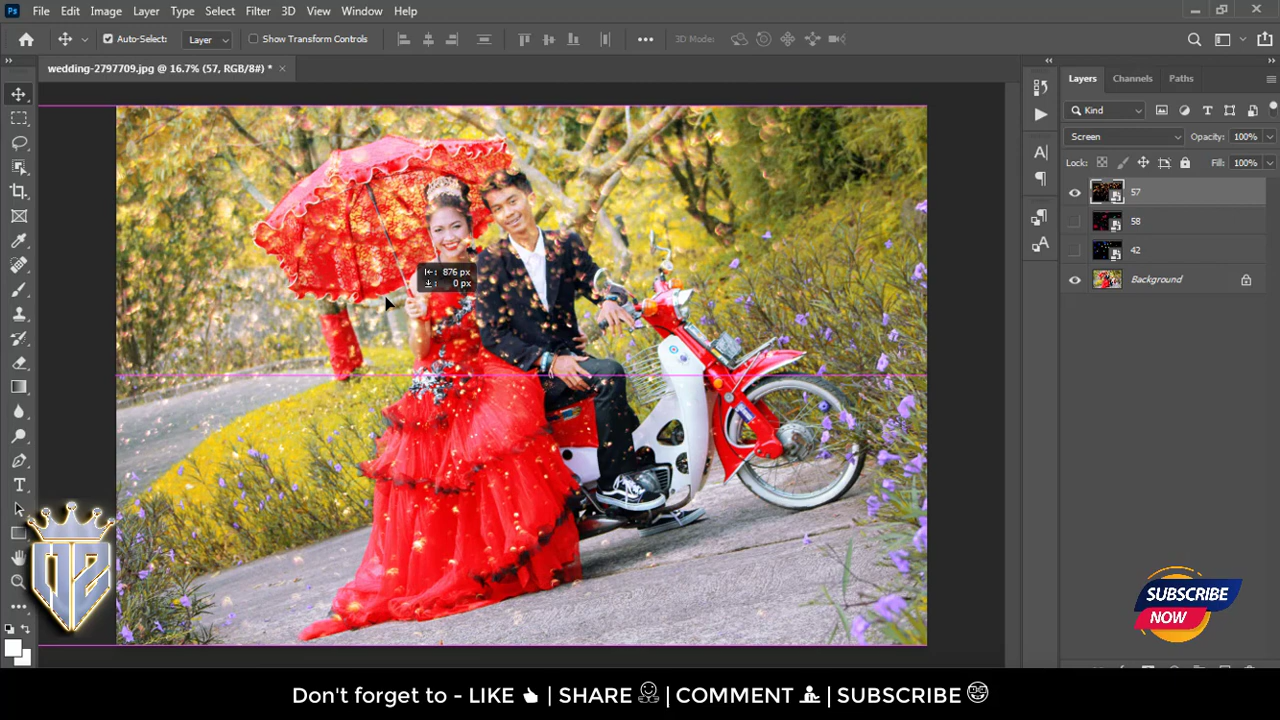 Ps File Edit Image Layer Type Select Filter 3D View Window Help
Auto-Select: Layer Show Transform Controls 3D Mode:
wedding-2797709.jpg @ 16.7% (57, RGB/8#) * ×
Layers Channels Paths
Kind
Screen Opacity: 100%
Lock: Fill: 100%
57
58
42
Background
876 px
0 px
SUBSCRIBE
NOW
Don't forget to - LIKE | SHARE | COMMENT | SUBSCRIBE